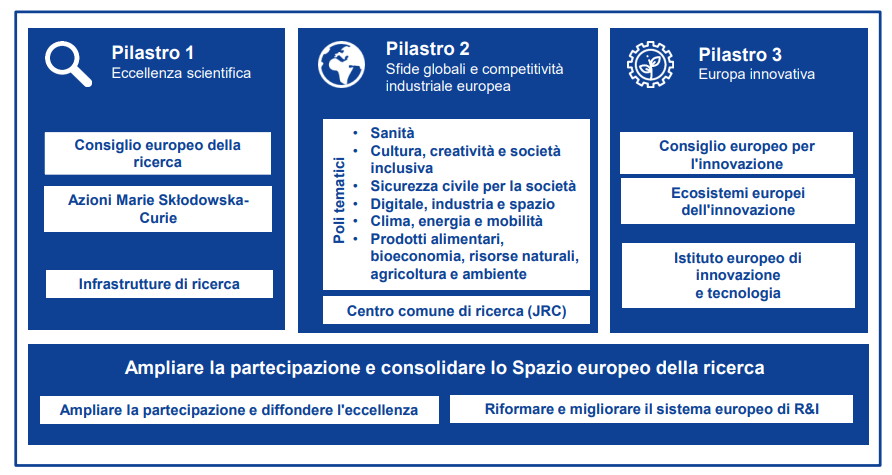 Pilastro 1
Eccellenza scientifica
Consiglio europeo della
ricerca
Azioni Marie Skłodowska-
Curie
Infrastrutture di ricerca
Pilastro 2
Sfide globali e competitività
industriale europea
Poli tematici
• Sanità
• Cultura, creatività e società
inclusiva
• Sicurezza civile per la società
• Digitale, industria e spazio
• Clima, energia e mobilità
• Prodotti alimentari,
bioeconomia, risorse naturali,
agricoltura e ambiente
Centro comune di ricerca (JRC)
Pilastro 3
Europa innovativa
Consiglio europeo per
l'innovazione
Ecosistemi europei
dell'innovazione
Istituto europeo di
innovazione
e tecnologia
Ampliare la partecipazione e consolidare lo Spazio europeo della ricerca
Ampliare la partecipazione e diffondere l'eccellenza
Riformare e migliorare il sistema europeo di R&I